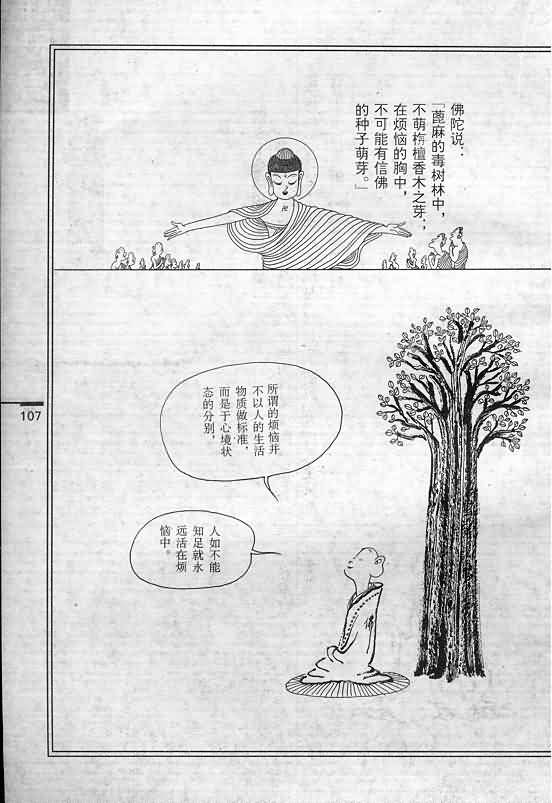 佛陀说：
「蓖麻的毒树林中，
不萌栴檀香木之芽；
在烦恼的胸中，
不可能有信佛
的种子萌芽。」
所谓的烦恼并
不以人的生活
物质做标准，
而是于心境状
态的分别，
人如不能
知足就永
远活在烦
恼中。
佛
107